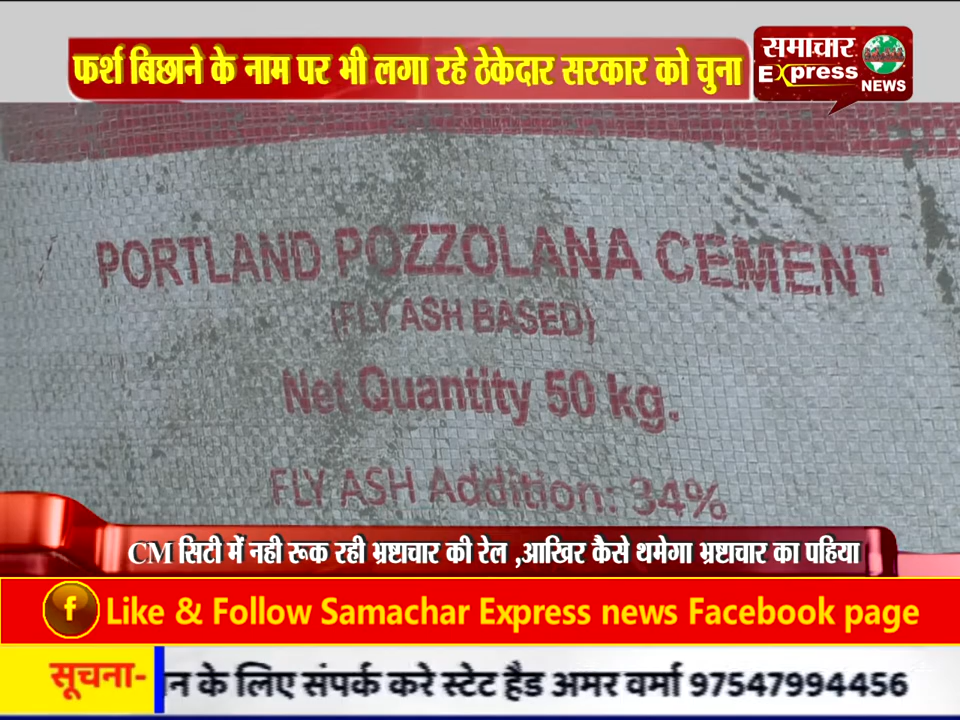 फर्श बिछाने के नाम पर भी लगा रहे ठेकेदार सरकार को चुना
समाचार
Express
NEWS
PORTLAND POZZOLANA CEMENT
(FLY ASH BASED)
Net Quantity 50 kg.
FLY ASH Addition: 34%
CM सिटी में नही रूक रही भ्रष्टाचार की रेल ,आखिर कैसे थमेगा भ्रष्टाचार का पहिया
f Like & Follow Samachar Express news Facebook page
सूचना- न के लिए संपर्क करे स्टेट हैड अमर वर्मा 97547994456